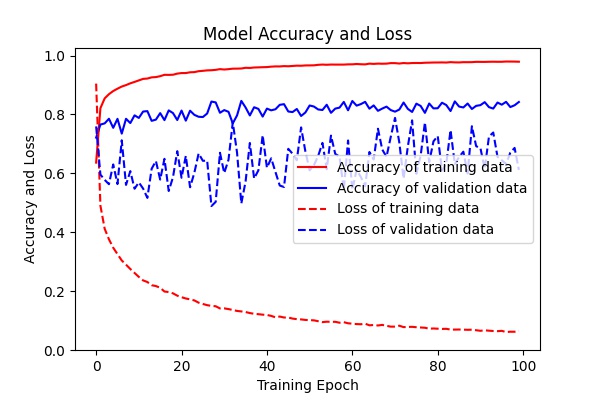 Model Accuracy and Loss
Accuracy and Loss
1.0
0.8
0.6
0.4
0.2
0.0
Accuracy of training data
Accuracy of validation data
Loss of training data
Loss of validation data
0 20 40 60 80 100
Training Epoch